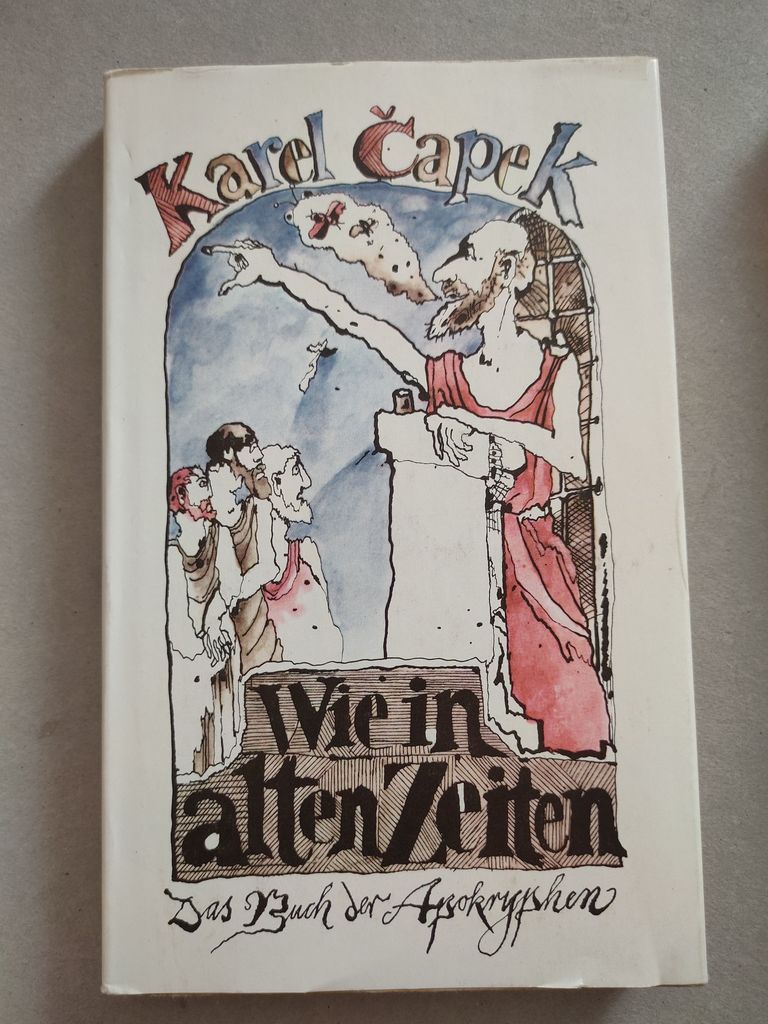 Karel Čapek
Wie in
alten Zeiten
Das Buch der Apokryphen